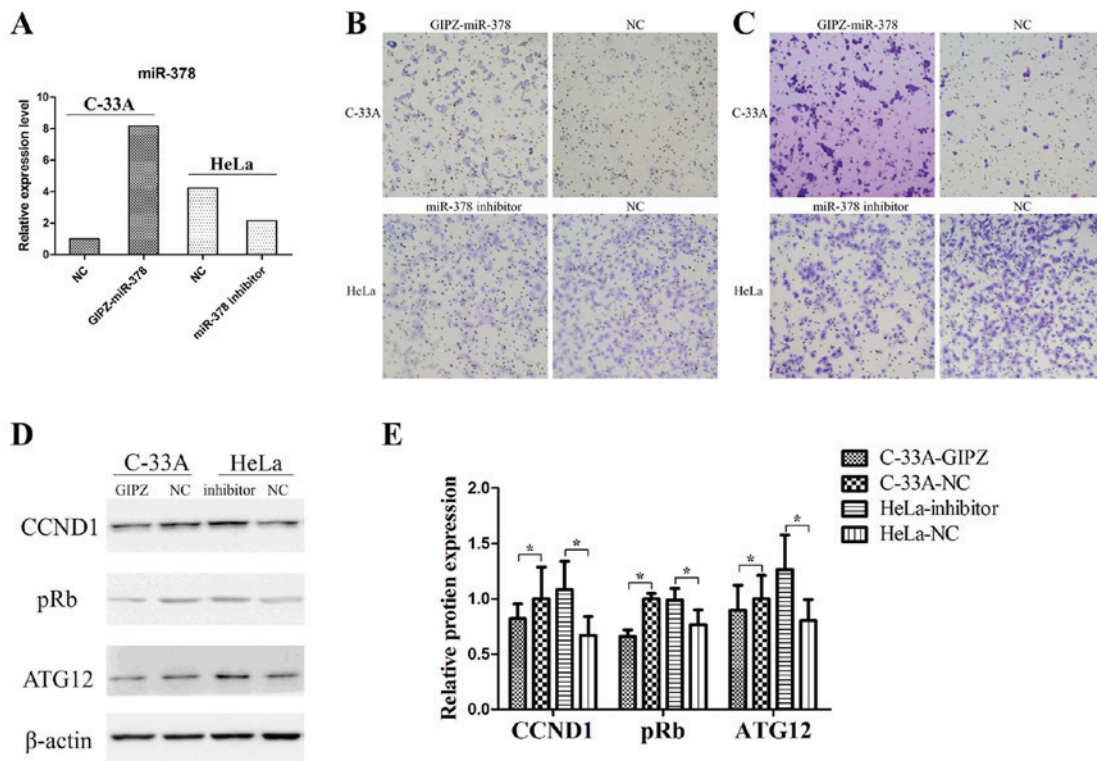 A
miR-378
Relative expression level
10
8
6
4
2
0
C-33A
HeLa
NC
GIPZ-miR-378
NC
miR-378 inhibitor
B
GIPZ-miR-378 NC
C-33A
miR-378 inhibitor NC
HeLa
C
GIPZ-miR-378 NC
C-33A
miR-378 inhibitor NC
HeLa
D
C-33A HeLa
GIPZ NC inhibitor NC
CCND1
pRb
ATG12
β-actin
E
C-33A-GIPZ
C-33A-NC
HeLa-inhibitor
HeLa-NC
Relative protien expression
2.0
1.5
1.0
0.5
0.0
* * * * * *
CCND1 pRb ATG12